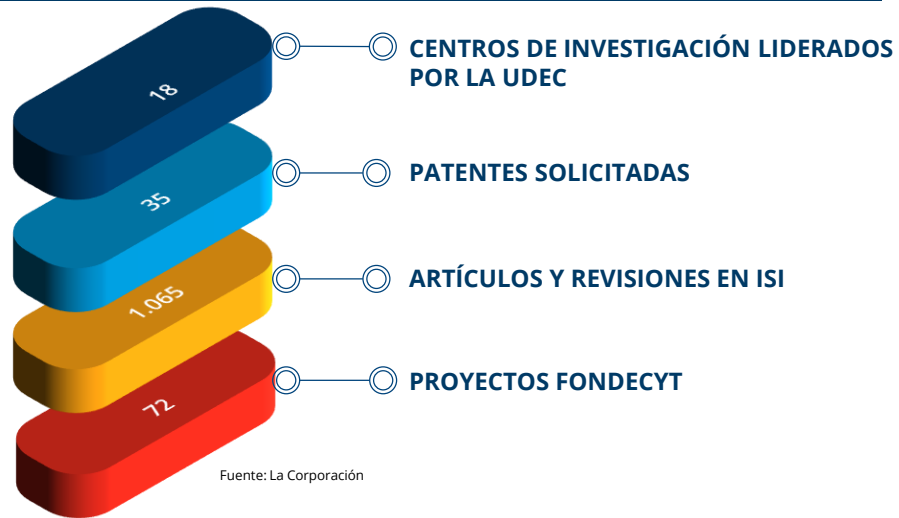 18
CENTROS DE INVESTIGACIÓN LIDERADOS
POR LA UDEC
35
PATENTES SOLICITADAS
1.065
ARTÍCULOS Y REVISIONES EN ISI
72
PROYECTOS FONDECYT
Fuente: La Corporación